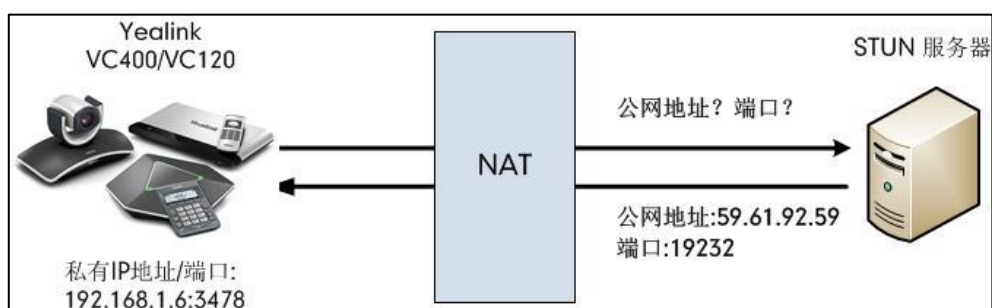 Yealink
VC400/VC120
STUN 服务器
公网地址？端口？
Yealink
NAT
公网地址:59.61.92.59
端口:19232
私有IP地址/端口:
192.168.1.6:3478